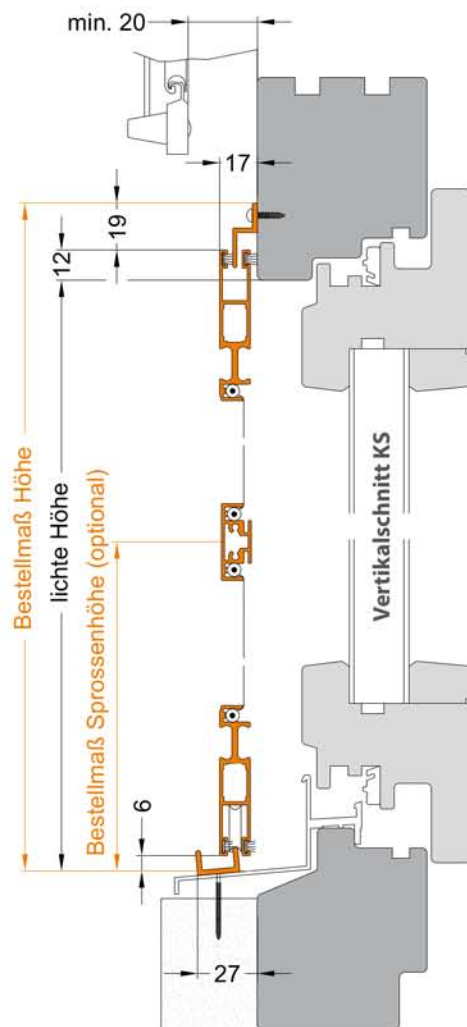 min. 20
17
19
12
Bestellmaß Höhe
lichte Höhe
Bestellmaß Sprossenhöhe (optional)
Vertikalschnitt KS
6
27